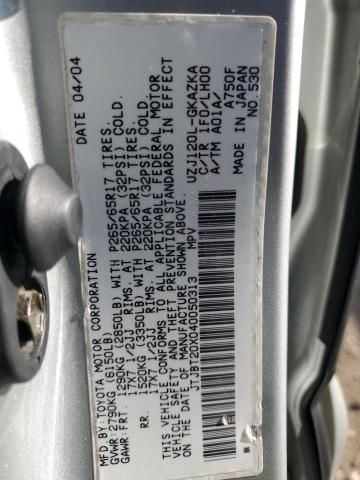 MFD.BY:TOYOTA MOTOR CORPORATION DATE 04/04
GVWR:2790KG( 6150LB)
GAWR:FRT. 1290KG (2850LB) WITH P265/65R17 TIRES.
17X7 1/2JJ RIMS. AT 220KPA (32PSI) COLD.
RR. 1520KG (3350LB) WITH P265/65R17 TIRES.
17X7 1/2JJ RIMS. AT 220KPA (32PSI) COLD.
THIS VEHICLE CONFORMS TO ALL APPLICABLE FEDERAL MOTOR
VEHICLE SAFETY AND THEFT PREVENTION STANDARDS IN EFFECT
ON THE DATE OF MANUFACTURE SHOWN ABOVE.
JTJBT20X040050313 MPV
UZJ120L-GKAZKA
C/TR 1F0/LH00
A/TM A01A/ A750F
MADE IN JAPAN
* * NO.530